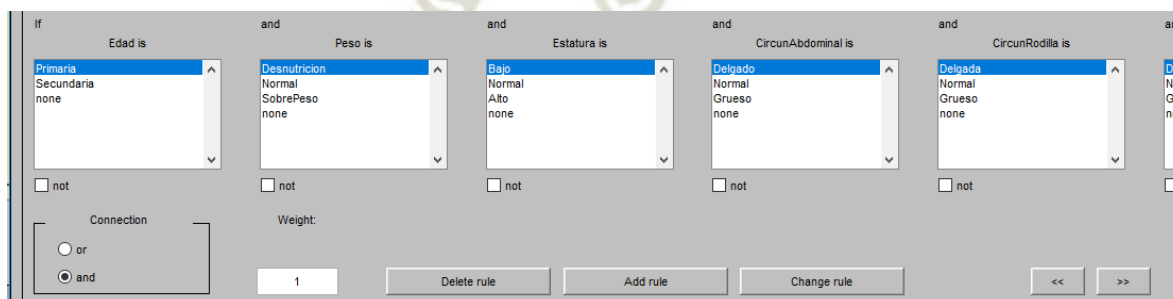 If and and and and
Edad is Peso is Estatura is CircunAbdominal is CircunRodilla is
Primaria Desnutricion Bajo Delgado Delgada
Secundaria Normal Normal Normal Normal
none SobrePeso Alto Grueso Grueso
none none none none
not not not not not
Connection Weight:
or
and 1 Delete rule Add rule Change rule << >>